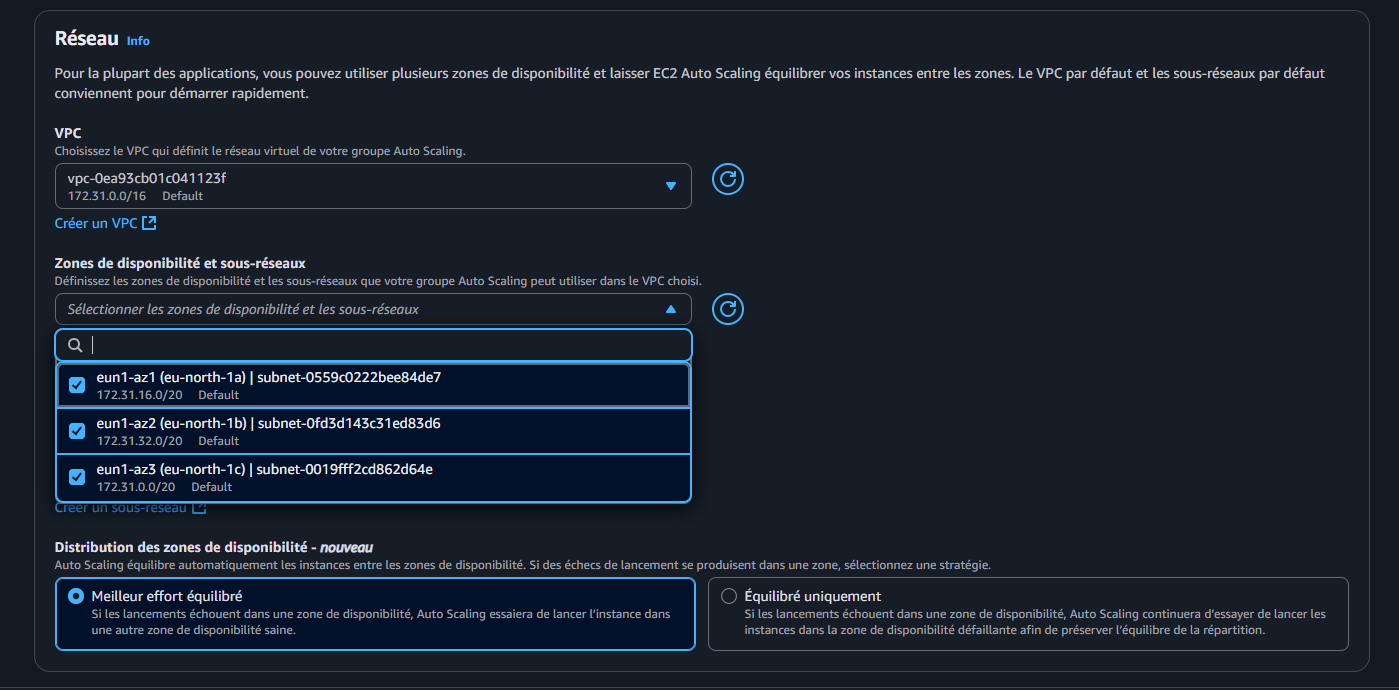 Réseau Info
Pour la plupart des applications, vous pouvez utiliser plusieurs zones de disponibilité et laisser EC2 Auto Scaling équilibrer vos instances entre les zones. Le VPC par défaut et les sous-réseaux par défaut
conviennent pour démarrer rapidement.
VPC
Choisissez le VPC qui définit le réseau virtuel de votre groupe Auto Scaling.
vpc-0ea93cb01c041123f
172.31.0.0/16 Default
Créer un VPC
Zones de disponibilité et sous-réseaux
Définissez les zones de disponibilité et les sous-réseaux que votre groupe Auto Scaling peut utiliser dans le VPC choisi.
Sélectionner les zones de disponibilité et les sous-réseaux
eun1-az1 (eu-north-1a) | subnet-0559c0222bee84de7
172.31.16.0/20 Default
eun1-az2 (eu-north-1b) | subnet-0fd3d143c31ed83d6
172.31.32.0/20 Default
eun1-az3 (eu-north-1c) | subnet-0019fff2cd862d64e
172.31.0.0/20 Default
Créer un sous-réseau
Distribution des zones de disponibilité - nouveau
Auto Scaling équilibre automatiquement les instances entre les zones de disponibilité. Si des échecs de lancement se produisent dans une zone, sélectionnez une stratégie.
Meilleur effort équilibré
Si les lancements échouent dans une zone de disponibilité, Auto Scaling essaiera de lancer l'instance dans
une autre zone de disponibilité saine.
Équilibré uniquement
Si les lancements échouent dans une zone de disponibilité, Auto Scaling continuera d'essayer de lancer les
instances dans la zone de disponibilité défaillante afin de préserver l'équilibre de la répartition.